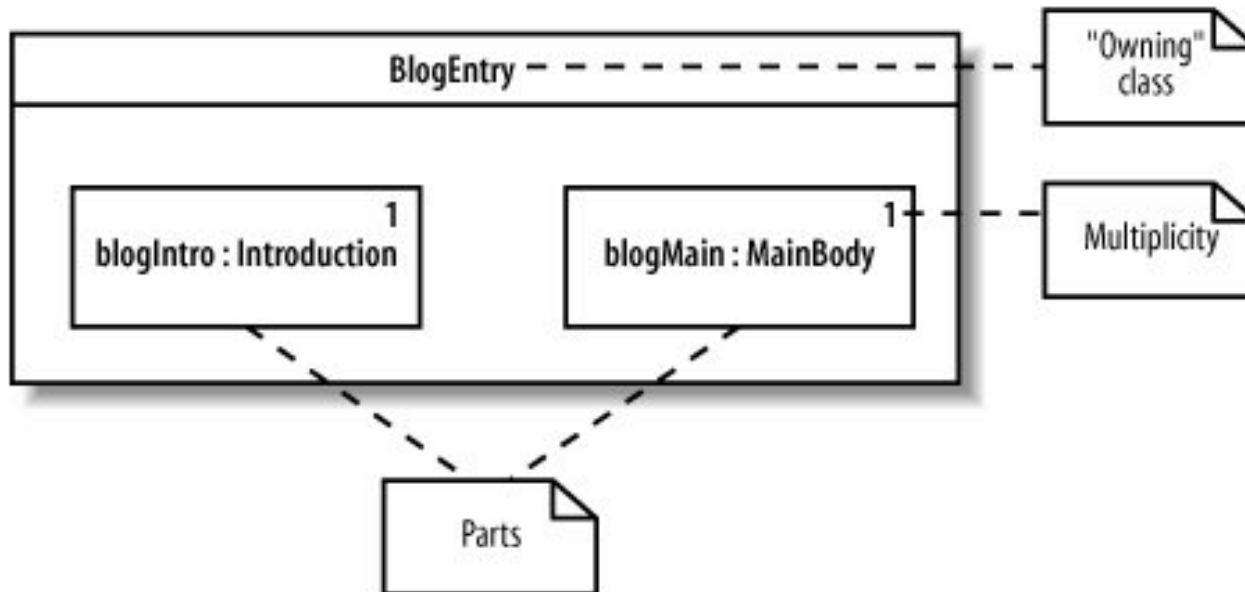 BlogEntry
"Owning"
class
1
blogIntro : Introduction
1
blogMain : MainBody
Multiplicity
Parts